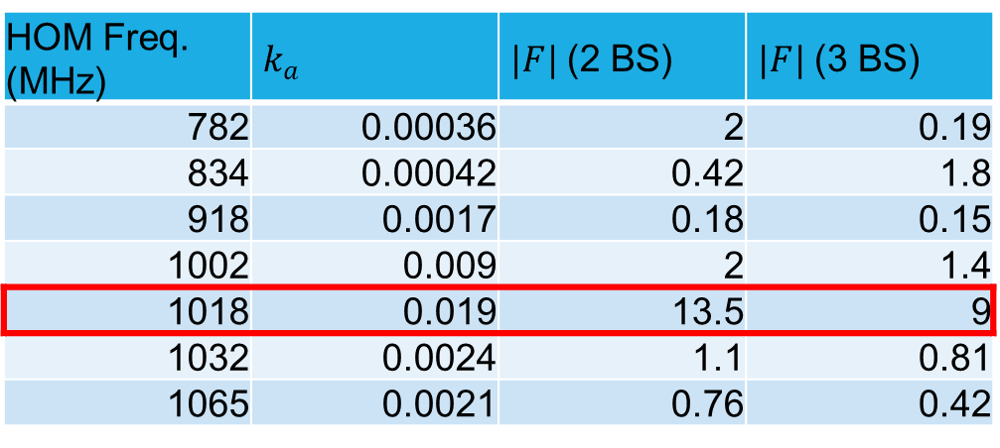 HOM Freq. (MHz) kₐ |F| (2 BS) |F| (3 BS)
782 0.00036 2 0.19
834 0.00042 0.42 1.8
918 0.0017 0.18 0.15
1002 0.009 2 1.4
1018 0.019 13.5 9
1032 0.0024 1.1 0.81
1065 0.0021 0.76 0.42